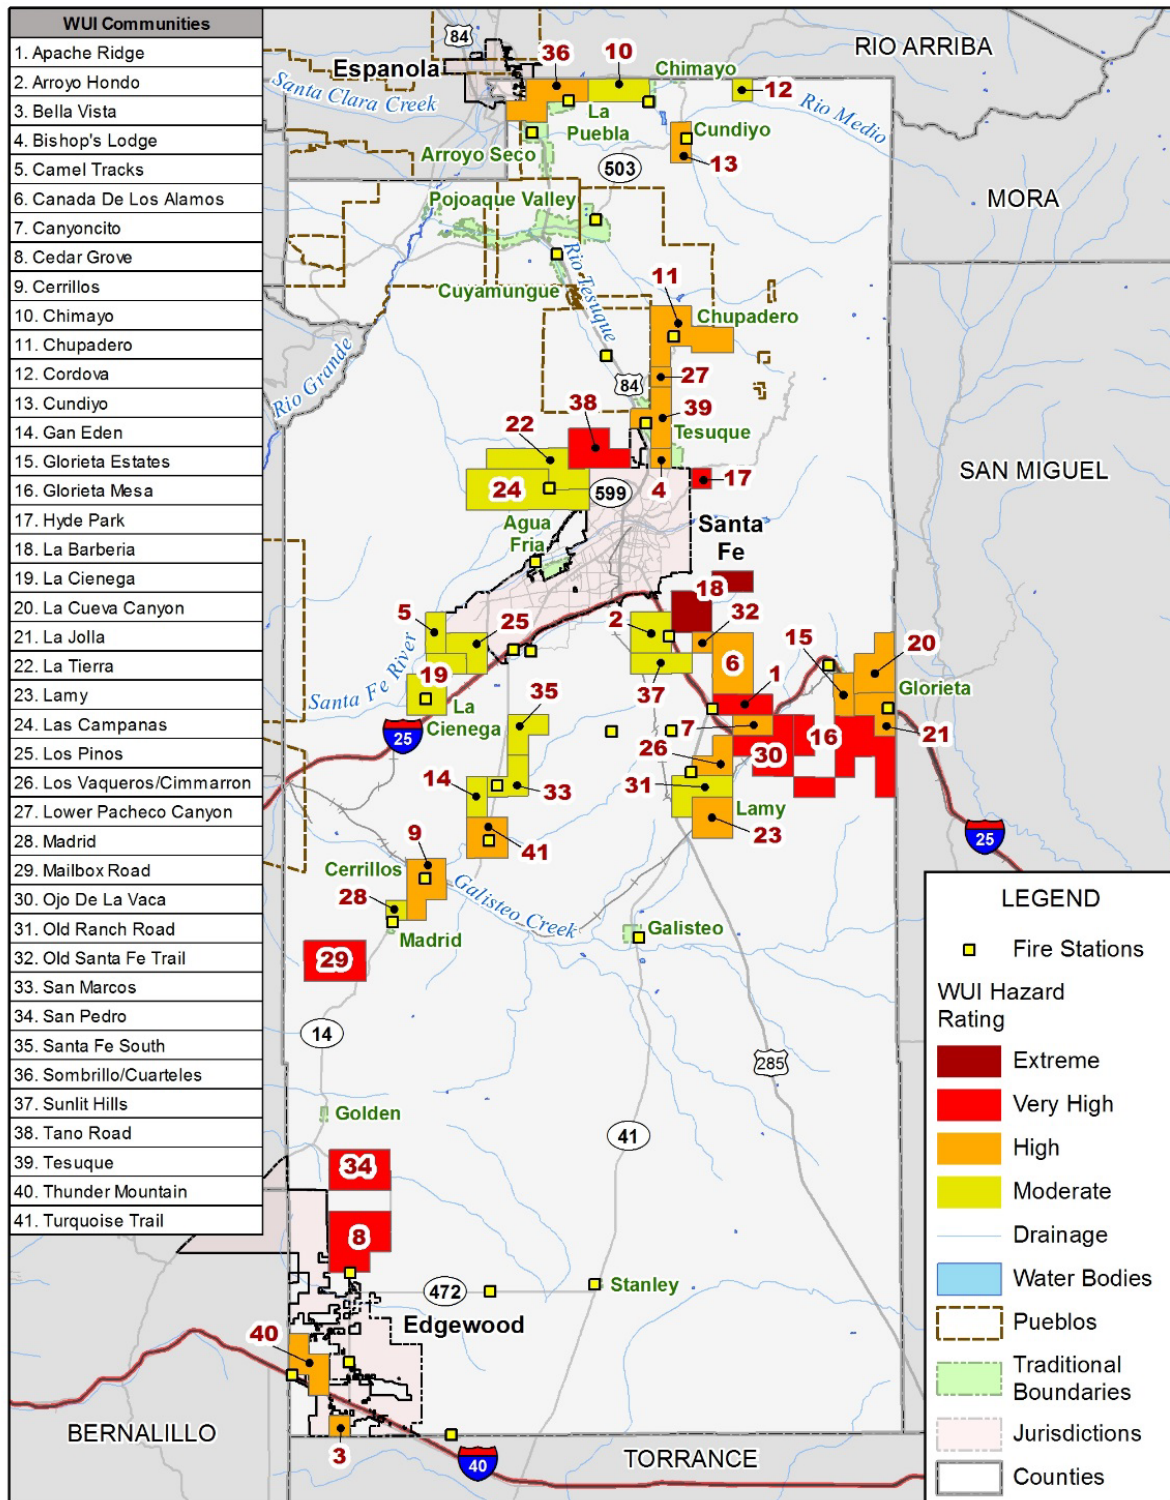 WUI Communities
1. Apache Ridge
2. Arroyo Hondo
3. Bella Vista
4. Bishop's Lodge
5. Camel Tracks
6. Canada De Los Alamos
7. Canyoncito
8. Cedar Grove
9. Cerrillos
10. Chimayo
11. Chupadero
12. Cordova
13. Cundiyo
14. Gan Eden
15. Glorieta Estates
16. Glorieta Mesa
17. Hyde Park
18. La Barberia
19. La Cienega
20. La Cueva Canyon
21. La Jolla
22. La Tierra
23. Lamy
24. Las Campanas
25. Los Pinos
26. Los Vaqueros/Cimmarron
27. Lower Pacheco Canyon
28. Madrid
29. Mailbox Road
30. Ojo De La Vaca
31. Old Ranch Road
32. Old Santa Fe Trail
33. San Marcos
34. San Pedro
35. Santa Fe South
36. Sombrillo/Cuarteles
37. Sunlit Hills
38. Tano Road
39. Tesuque
40. Thunder Mountain
41. Turquoise Trail
84
RIO ARRIBA
36
10
Espanola
Chimayo
Santa Clara Creek
12
Rio Medio
La
Puebla
Cundiyo
Arroyo Seco
13
503
MORA
Pojoaque Valley
Rio Tesuque
11
Cuyamungue
Chupadero
Rio Grande
84
27
38
39
22
Tesuque
SAN MIGUEL
24
599
4
17
Agua
Fria
Santa
Fe
18
5
25
2
32
15
20
6
Santa Fe River
19
37
1
Glorieta
La
Cienega
35
7
16
21
25
26
30
14
33
31
Lamy
23
25
9
41
Cerrillos
Galisteo Creek
28
Madrid
Galisteo
29
14
285
Golden
41
34
8
472
Stanley
Edgewood
40
BERNALILLO
3
40
TORRANCE
LEGEND
Fire Stations
WUI Hazard
Rating
Extreme
Very High
High
Moderate
Drainage
Water Bodies
Pueblos
Traditional
Boundaries
Jurisdictions
Counties